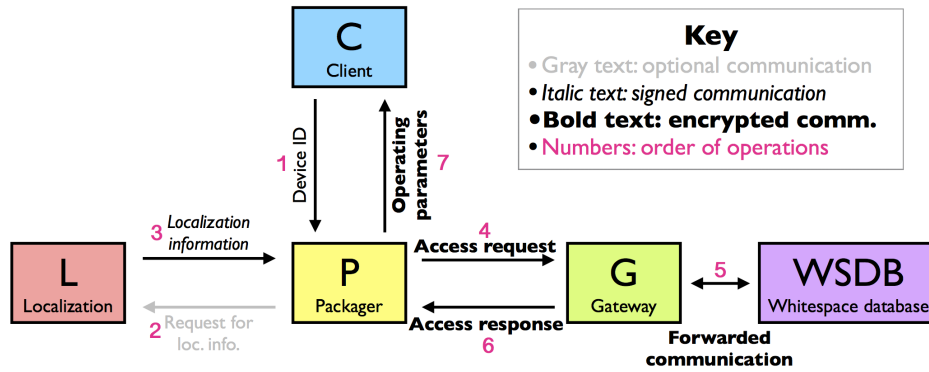 C
Client
Key
•Gray text: optional communication
•Italic text: signed communication
•Bold text: encrypted comm.
•Numbers: order of operations
1
Device ID
Operating
parameters
7
3
Localization
information
4
Access request
5
L
Localization
P
Packager
G
Gateway
WSDB
Whitespace database
2
Request for
loc. info.
Access response
6
Forwarded
communication